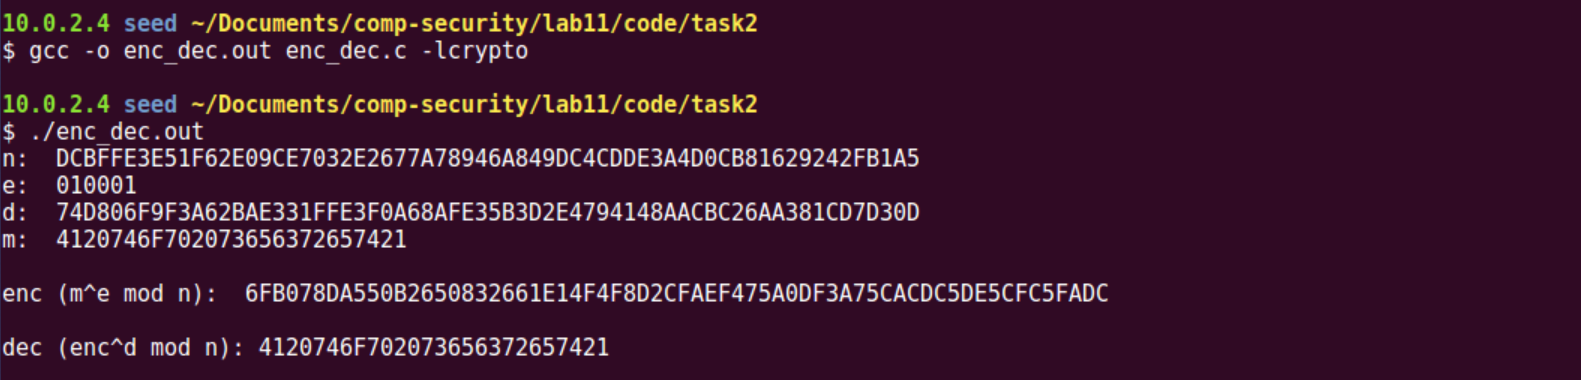 10.0.2.4 seed ~/Documents/comp-security/lab11/code/task2
$ gcc -o enc_dec.out enc_dec.c -lcrypto
10.0.2.4 seed ~/Documents/comp-security/lab11/code/task2
$ ./enc_dec.out
n: DCBFFE3E51F62E09CE7032E2677A78946A849DC4CDDE3A4D0CB81629242FB1A5
e: 010001
d: 74D806F9F3A62BAE331FFE3F0A68AFE35B3D2E4794148AACBC26AA381CD7D30D
m: 4120746F702073656372657421
enc (m^e mod n): 6FB078DA550B2650832661E14F4F8D2CFAEF475A0DF3A75CACDC5DE5CFC5FADC
dec (enc^d mod n): 4120746F702073656372657421